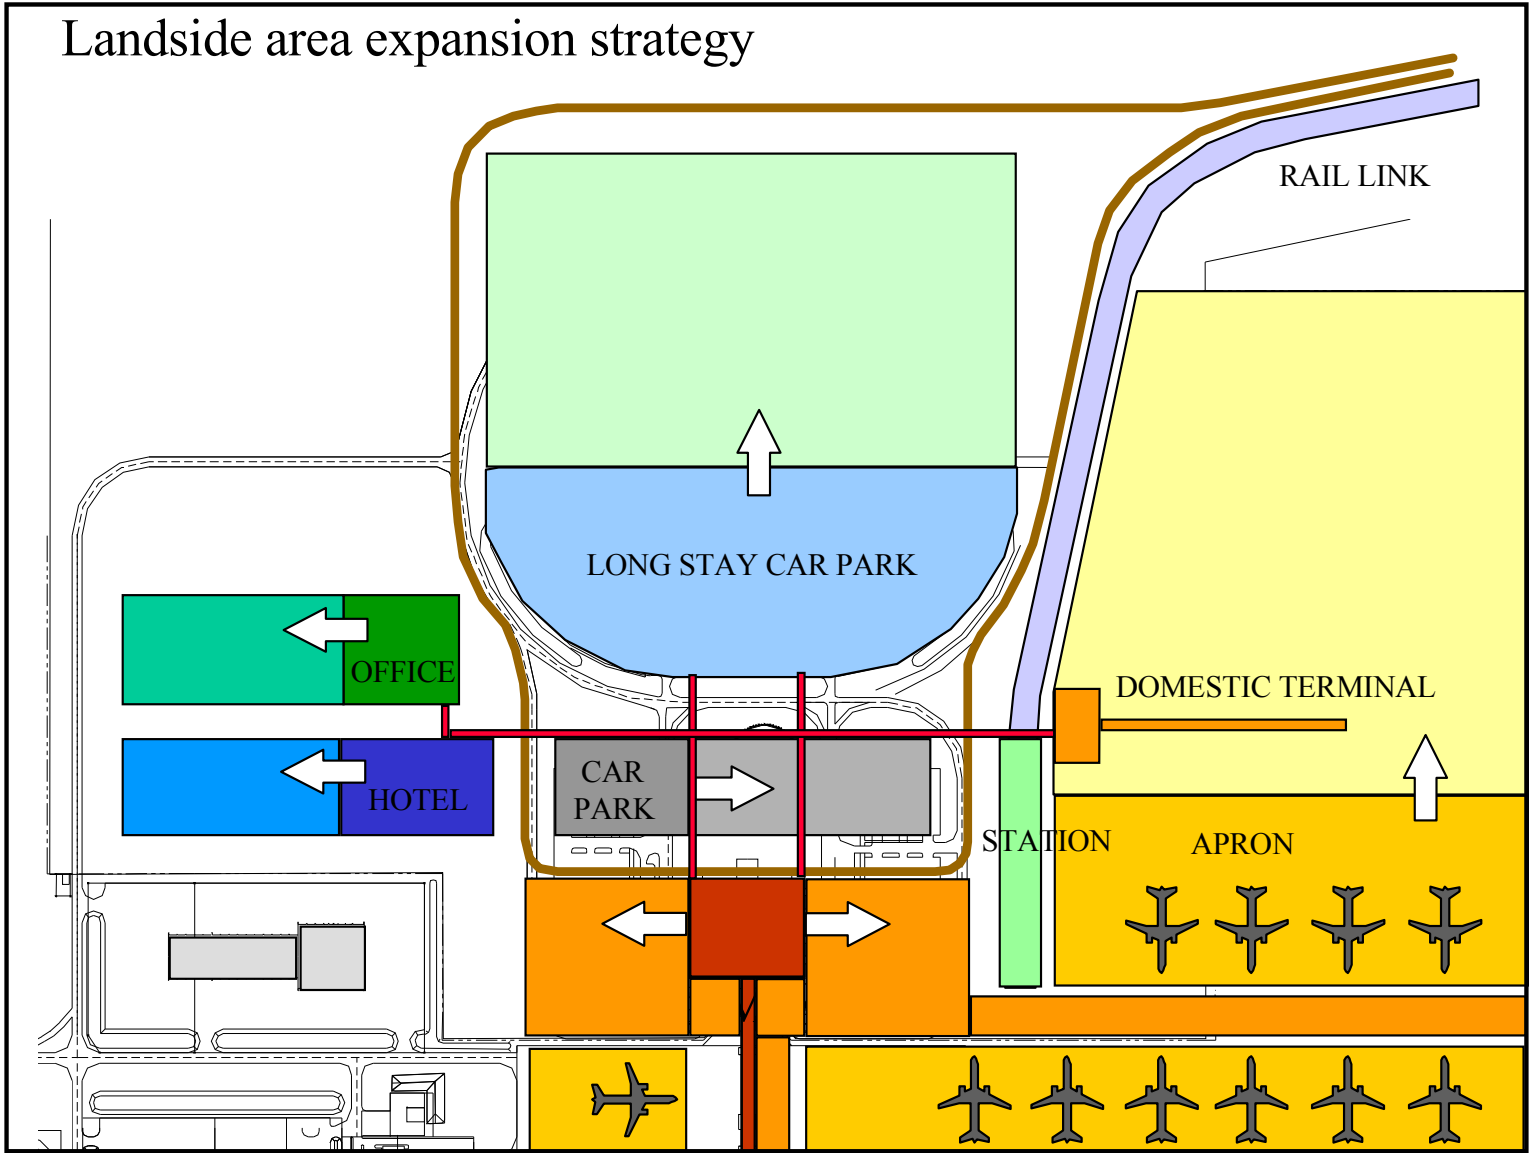 Landside area expansion strategy
RAIL LINK
LONG STAY CAR PARK
OFFICE
DOMESTIC TERMINAL
CAR
PARK
HOTEL
STATION
APRON